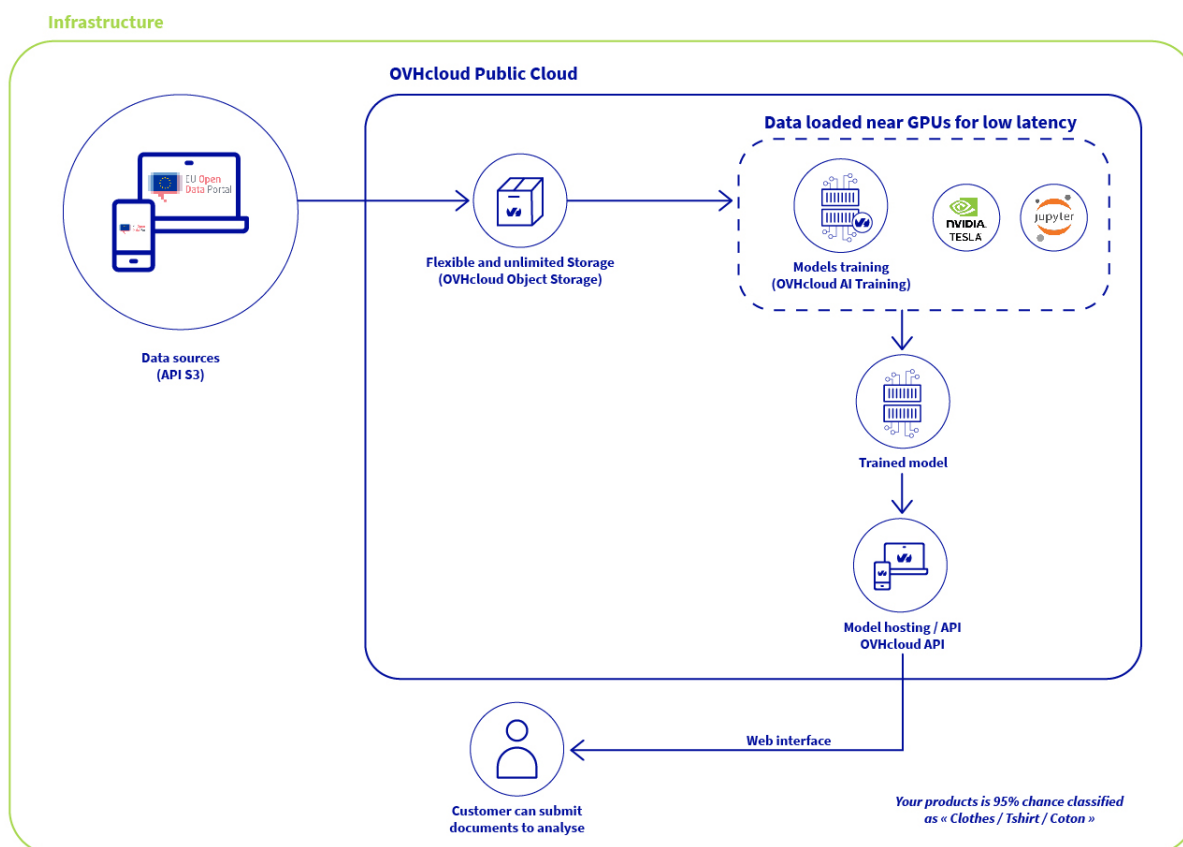 Infrastructure
OVHcloud Public Cloud
Data loaded near GPUs for low latency
EU Open
Data Portal
NVIDIA.
TESLA
jupyter
Flexible and unlimited Storage
(OVHcloud Object Storage)
Models training
(OVHcloud AI Training)
Data sources
(API S3)
Trained model
Model hosting / API
OVHcloud API
Web interface
Customer can submit
documents to analyse
Your products is 95% chance classified
as « Clothes / Tshirt / Coton »